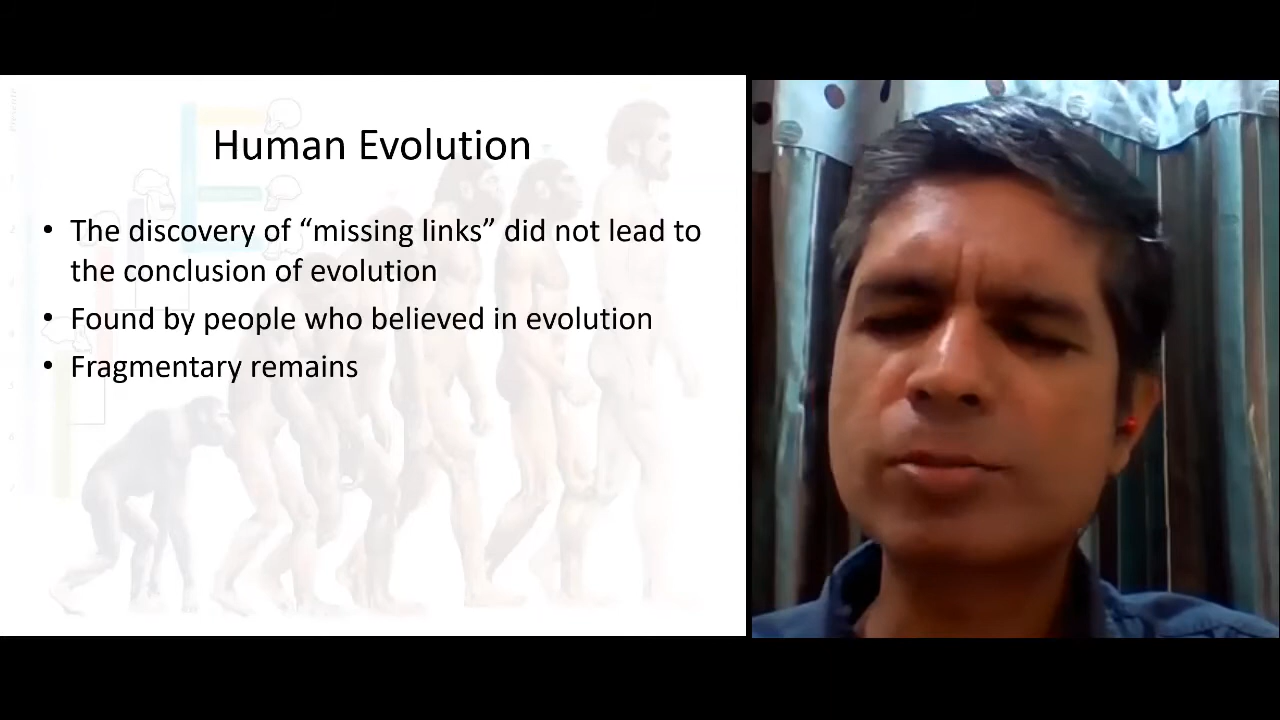 Human Evolution
• The discovery of “missing links” did not lead to
the conclusion of evolution
• Found by people who believed in evolution
• Fragmentary remains